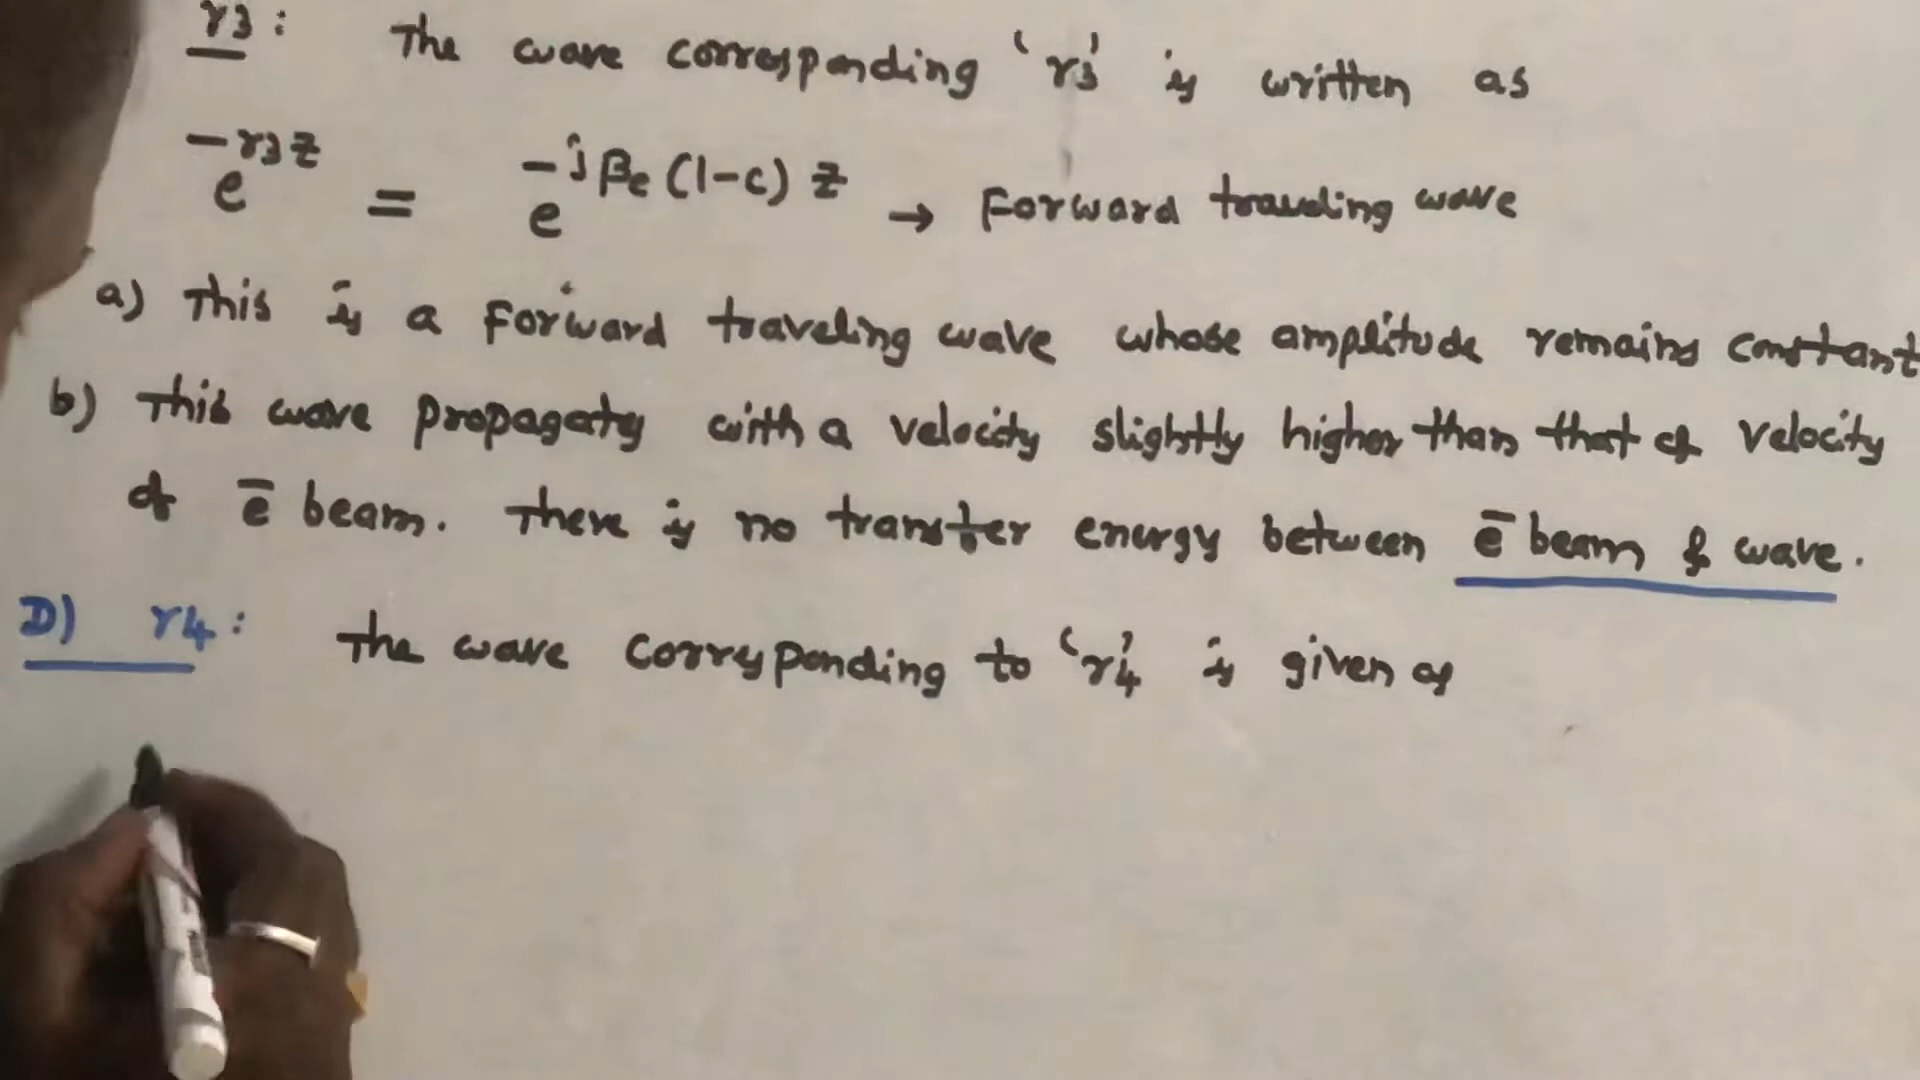 γ3: The wave corresponding 'γ3' is written as
e^{-γ3z} = e^{-jβe(1-c)z} → Forward traveling wave
a) This is a forward traveling wave whose amplitude remains constant
b) This wave propagates with a velocity slightly higher than that of velocity
of e̅ beam. There is no transfer energy between e̅ beam & wave.
D) γ4: The wave corresponding to 'γ4' is given as